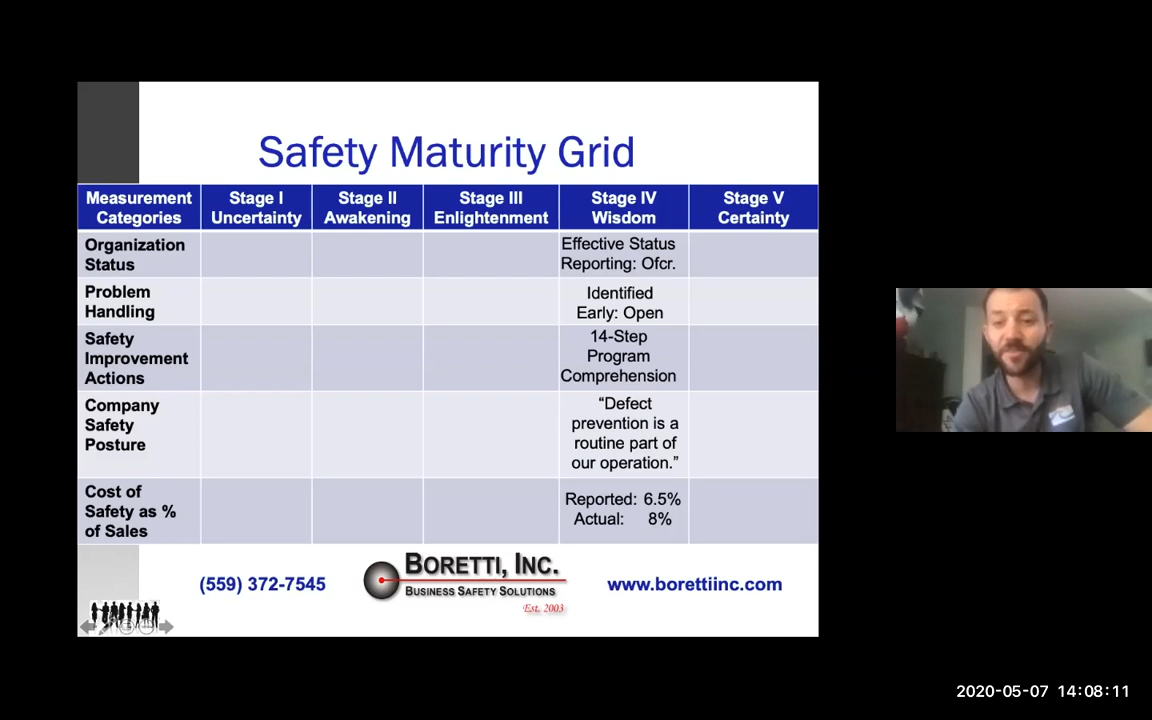 Safety Maturity Grid
Measurement Categories
Stage I Uncertainty
Stage II Awakening
Stage III Enlightenment
Stage IV Wisdom
Stage V Certainty
Organization Status
Effective Status
Reporting: Ofcr.
Problem Handling
Identified
Early: Open
Safety
Improvement
Actions
14-Step
Program
Comprehension
Company
Safety
Posture
“Defect
prevention is a
routine part of
our operation.”
Cost of
Safety as %
of Sales
Reported: 6.5%
Actual: 8%
(559) 372-7545
BORETTI, INC.
BUSINESS SAFETY SOLUTIONS
Est. 2003
www.borettiinc.com
2020-05-07 14:08:11